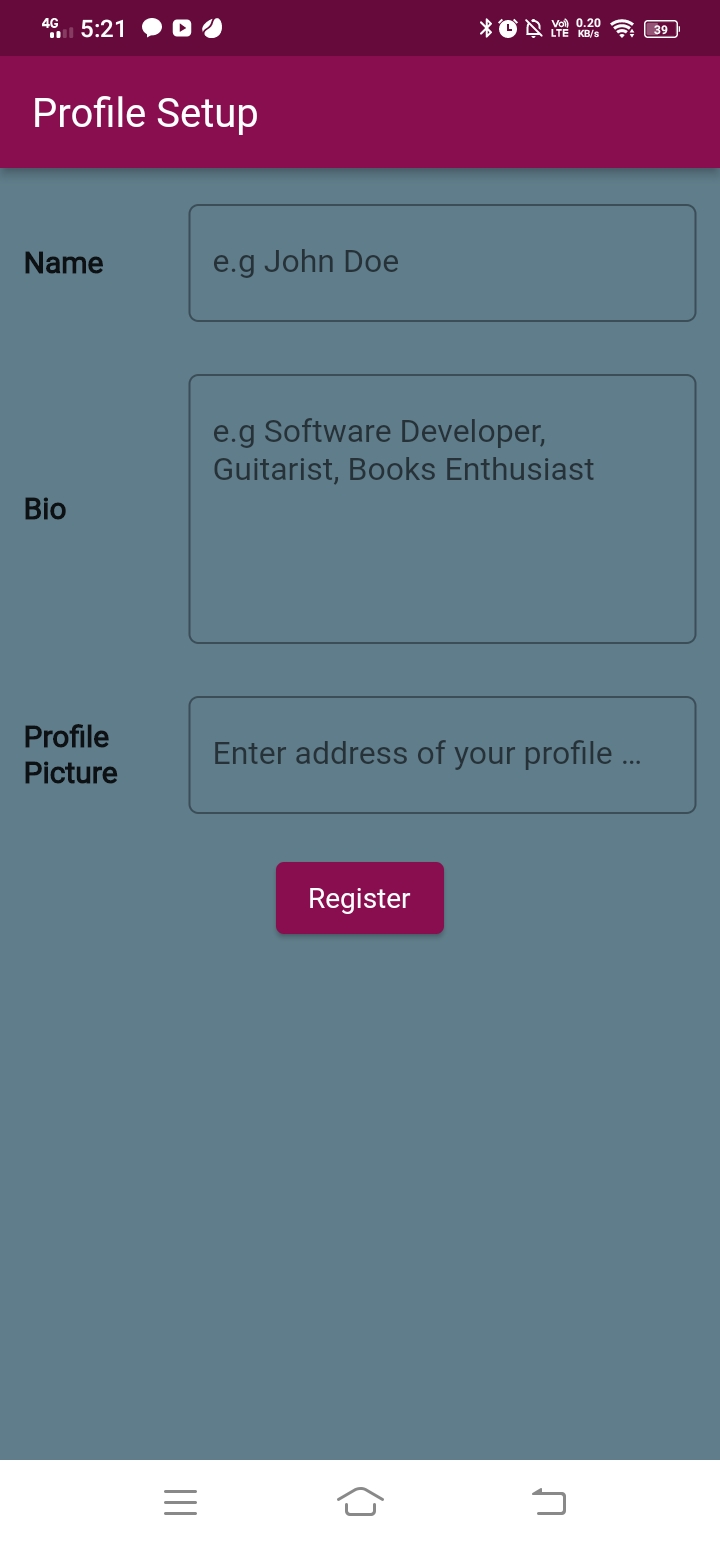 4G 5:21 Vo) LTE 0.20 KB/s 39
Profile Setup
Name
e.g John Doe
Bio
e.g Software Developer,
Guitarist, Books Enthusiast
Profile
Picture
Enter address of your profile ...
Register